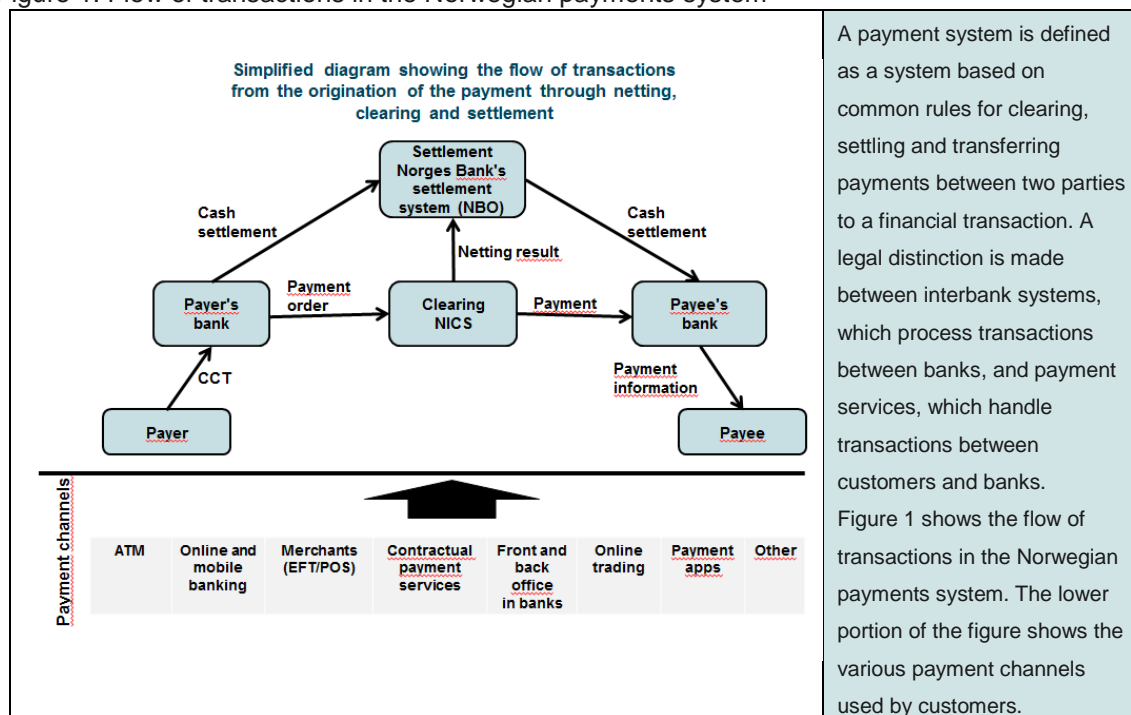 Figure 1: Flow of transactions in the Norwegian payments system
Simplified diagram showing the flow of transactions
from the origination of the payment through netting,
clearing and settlement
Settlement
Norges Bank's
settlement
system (NBO)
Cash
settlement
Cash
settlement
Netting result
Payer's
bank
Payment
order
Clearing
NICS
Payment
Payee's
bank
CCT
Payment
information
Payer
Payee
Payment channels
ATM
Online and
mobile
banking
Merchants
(EFT/POS)
Contractual
payment
services
Front and
back
office
in banks
Online
trading
Payment
apps
Other
A payment system is defined
as a system based on
common rules for clearing,
settling and transferring
payments between two parties
to a financial transaction. A
legal distinction is made
between interbank systems,
which process transactions
between banks, and payment
services, which handle
transactions between
customers and banks.
Figure 1 shows the flow of
transactions in the Norwegian
payments system. The lower
portion of the figure shows the
various payment channels
used by customers.